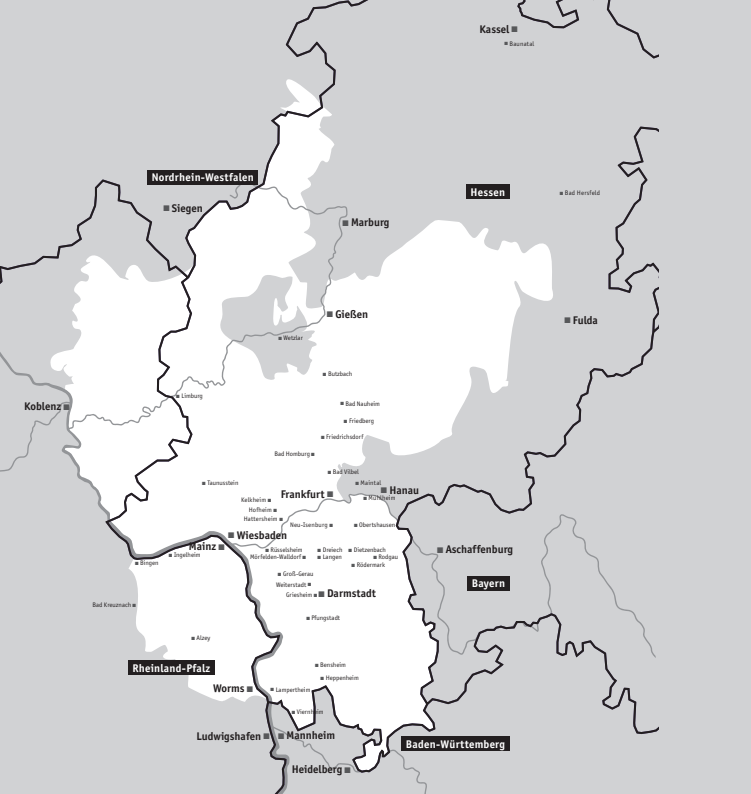 Kassel
Baunatal
Nordrhein-Westfalen
Hessen
Bad Hersfeld
Siegen
Marburg
Gießen
Fulda
Wetzlar
Butzbach
Limburg
Bad Nauheim
Koblenz
Friedberg
Friedrichsdorf
Bad Homburg
Bad Vilbel
Taunusstein
Maintal
Frankfurt
Hanau
Kelkheim
Mühlheim
Hofheim
Hattersheim
Neu-Isenburg
Obertshausen
Wiesbaden
Mainz
Ingelheim
Rüsselsheim
Dreieich
Dietzenbach
Aschaffenburg
Bingen
Mörfelden-Walldorf
Langen
Rodgau
Rödermark
Groß-Gerau
Weiterstadt
Bayern
Griesheim
Darmstadt
Bad Kreuznach
Pfungstadt
Alzey
Rheinland-Pfalz
Bensheim
Heppenheim
Worms
Lampertheim
Viernheim
Ludwigshafen
Mannheim
Baden-Württemberg
Heidelberg